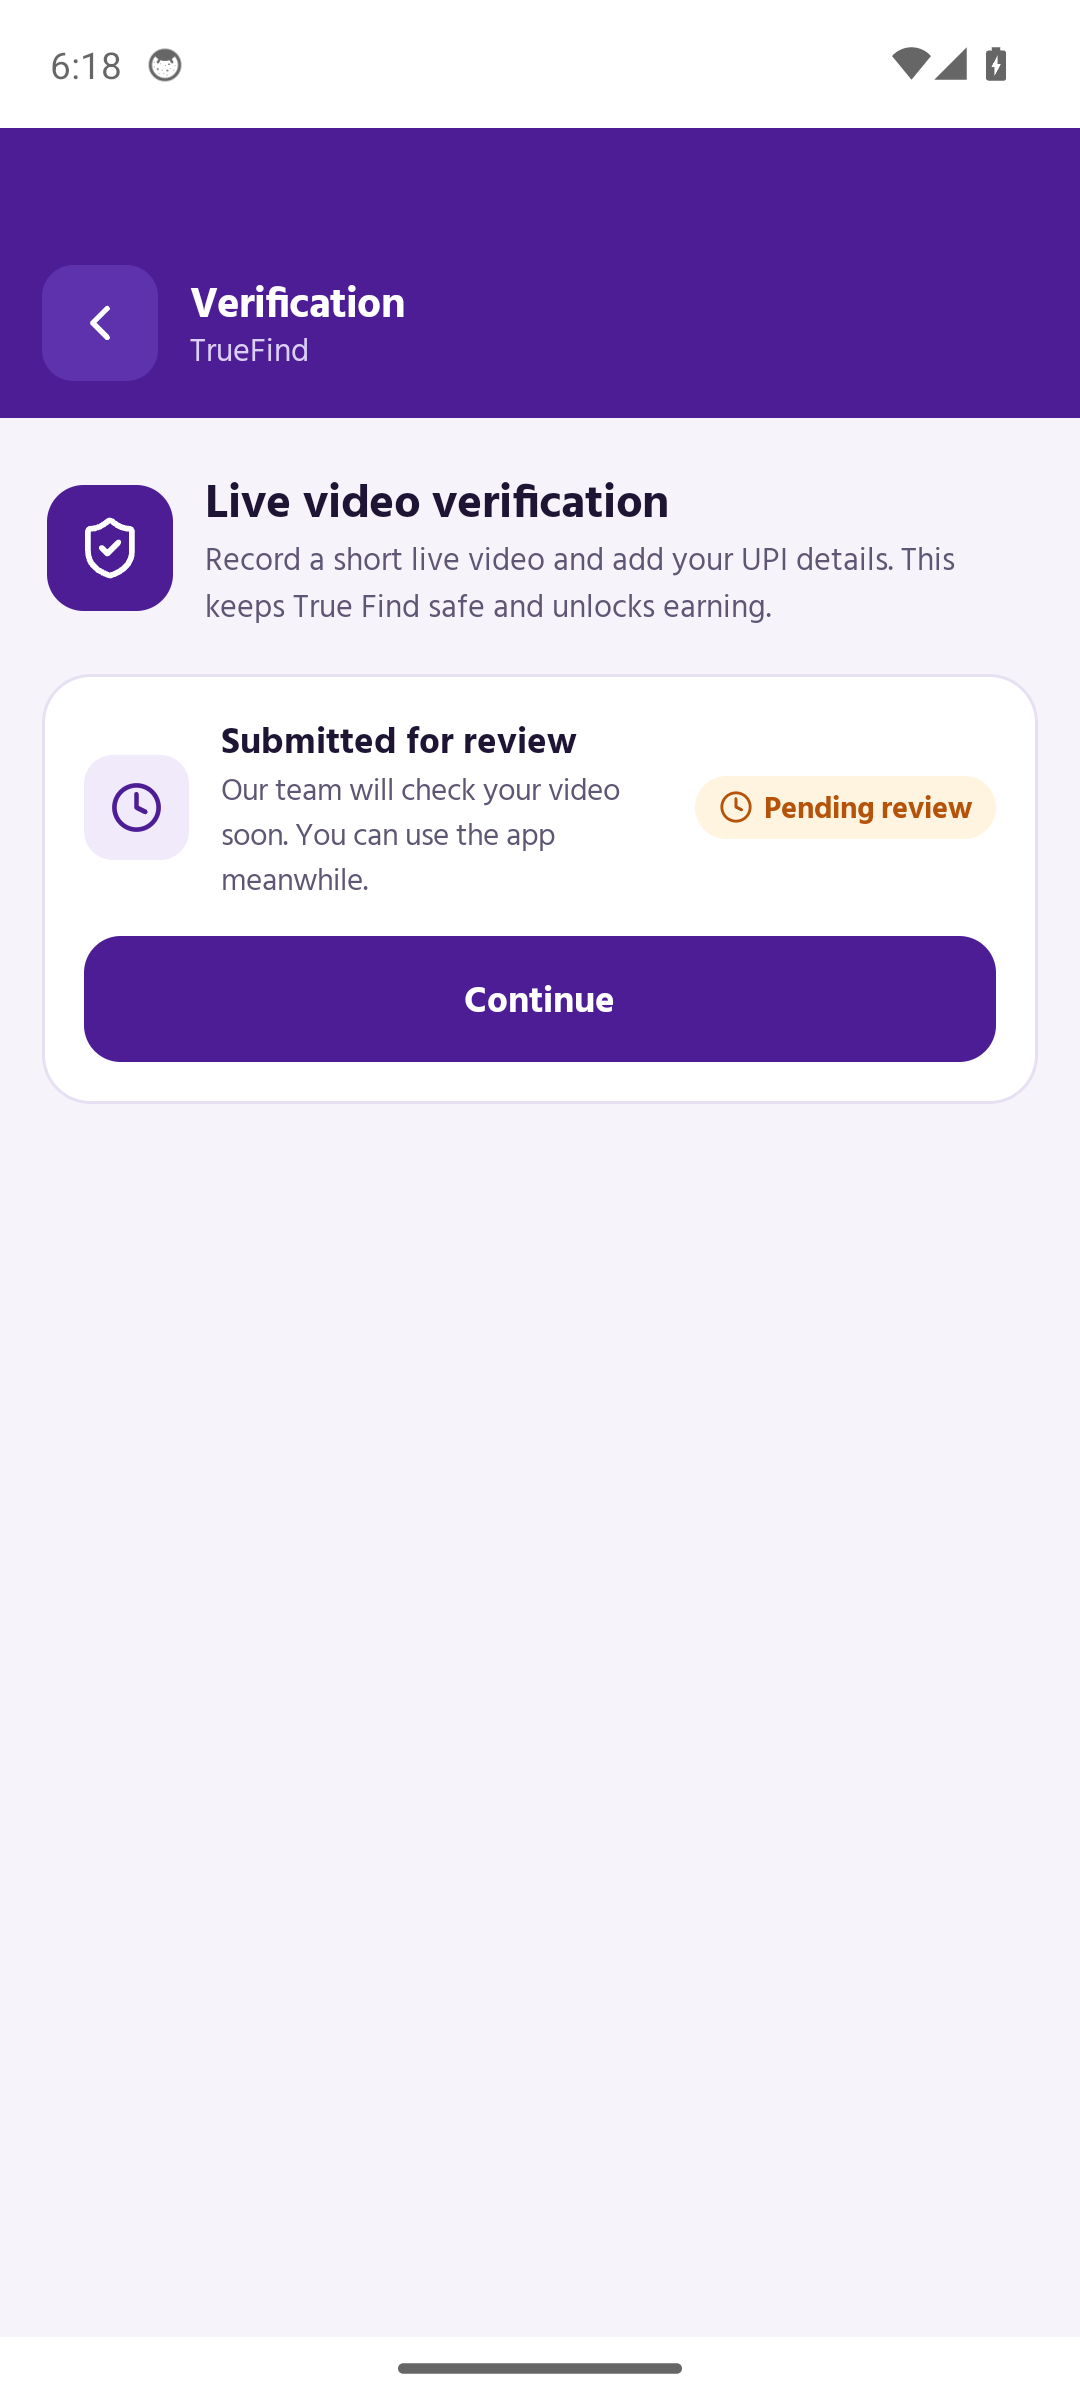 6:18
Verification
TrueFind
Live video verification
Record a short live video and add your UPI details. This
keeps True Find safe and unlocks earning.
Submitted for review
Our team will check your video
soon. You can use the app
meanwhile.
Pending review
Continue